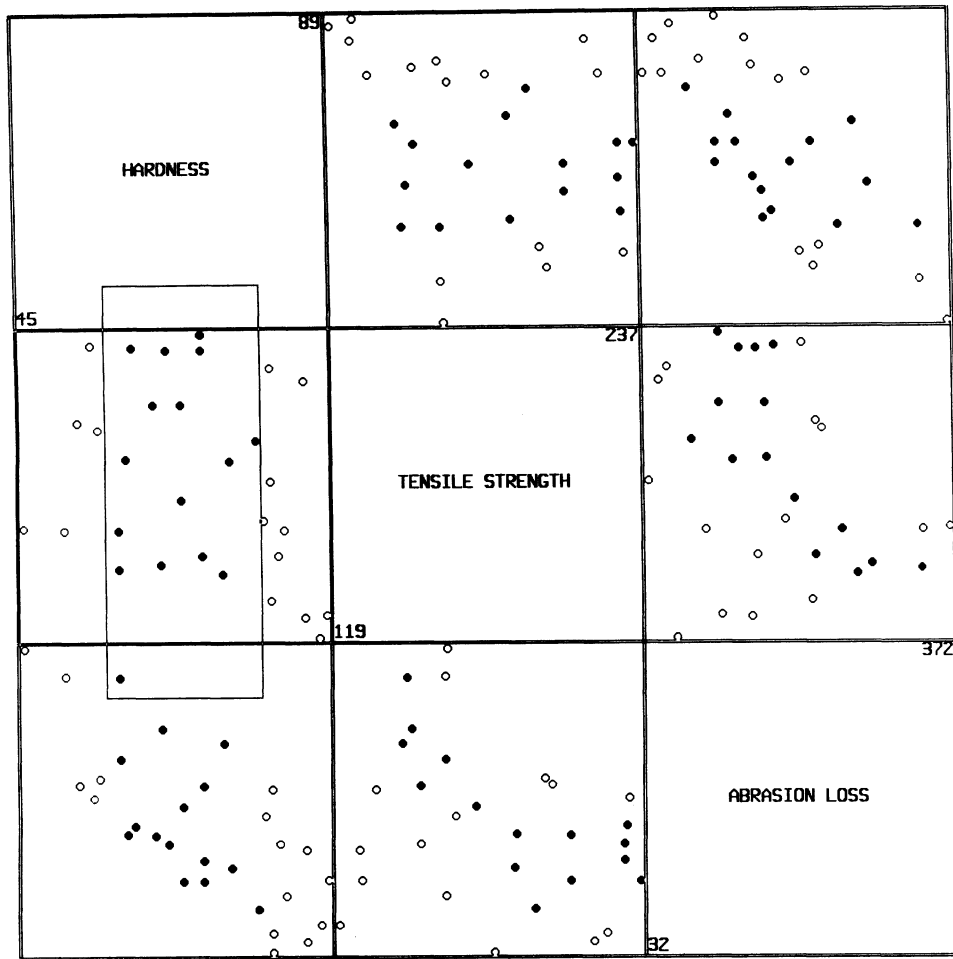 89
HARDNESS
45
237
TENSILE STRENGTH
119
372
ABRASION LOSS
32